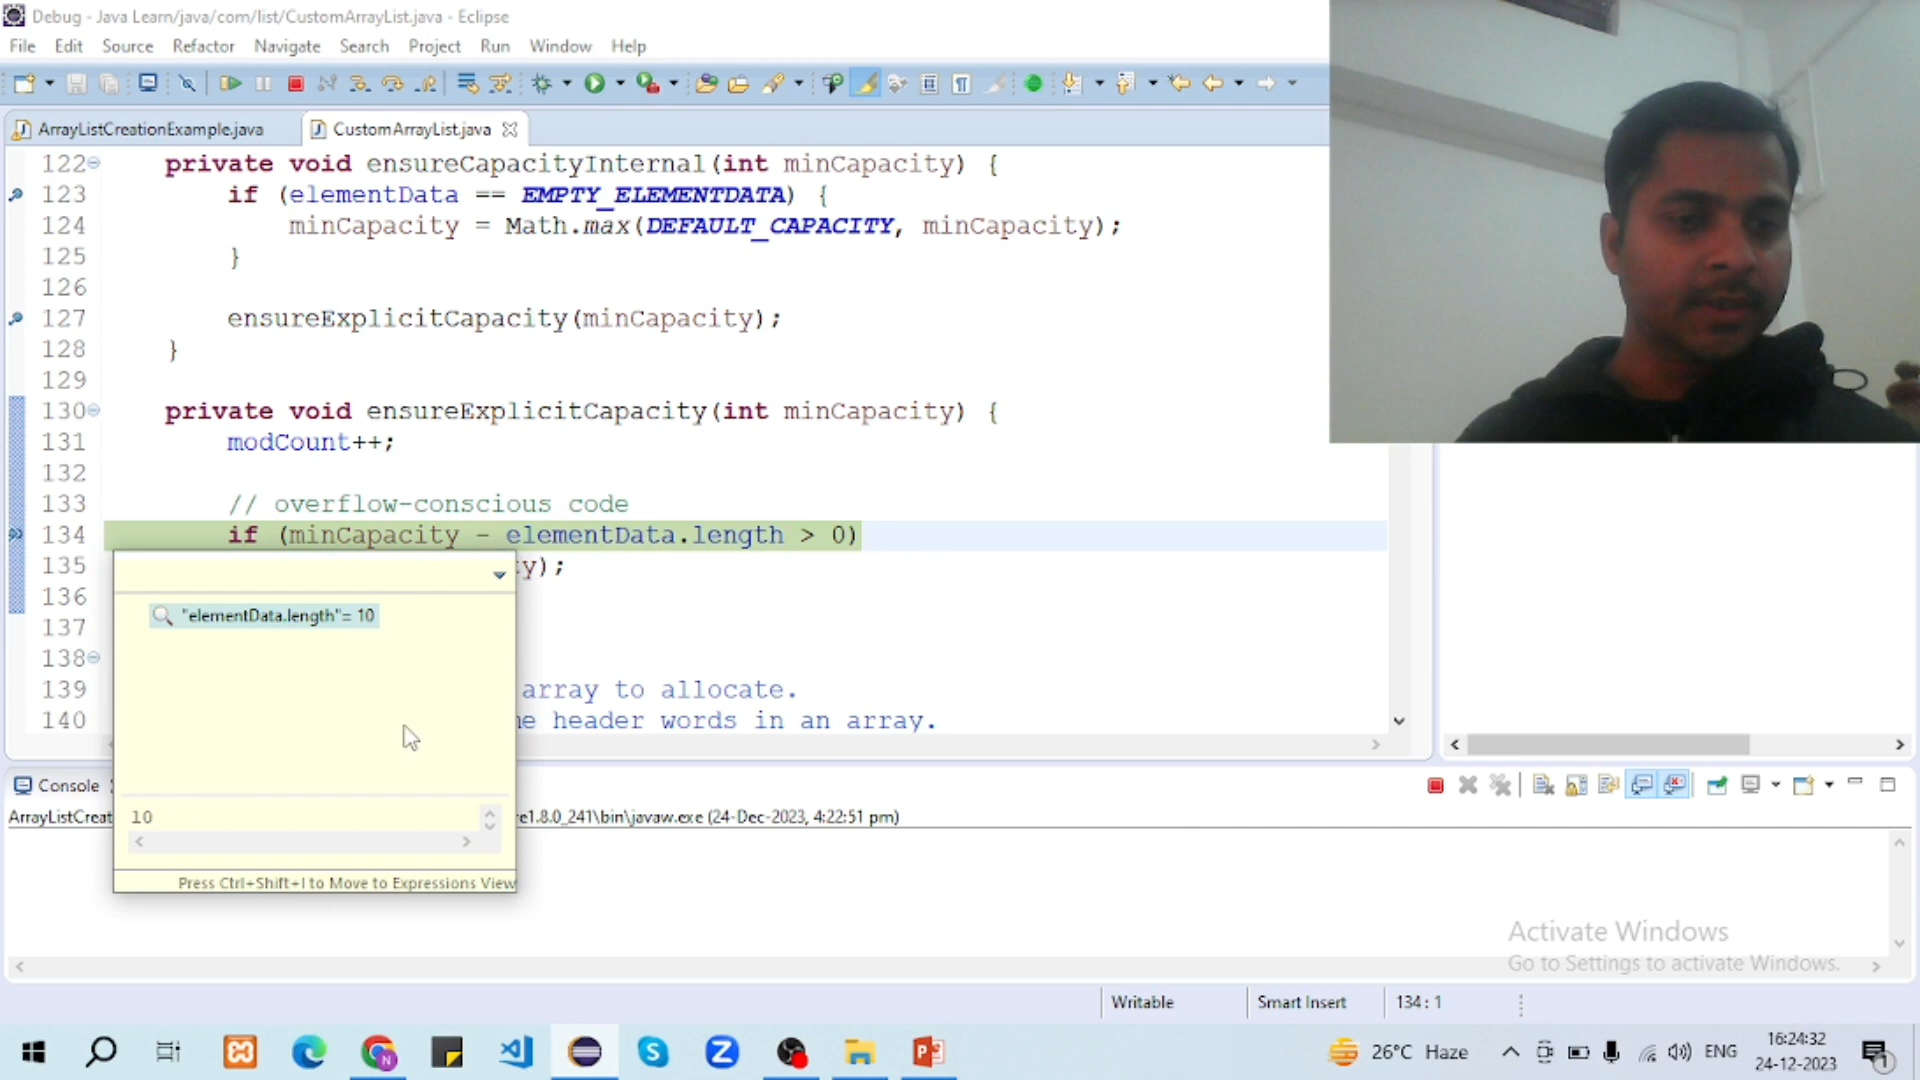 Debug - Java Learn/java/com/list/CustomArrayList.java - Eclipse
File Edit Source Refactor Navigate Search Project Run Window Help
ArrayListCreationExample.java CustomArrayList.java
122 private void ensureCapacityInternal(int minCapacity) {
123 if (elementData == EMPTY_ELEMENTDATA) {
124 minCapacity = Math.max(DEFAULT_CAPACITY, minCapacity);
125 }
126
127 ensureExplicitCapacity(minCapacity);
128 }
129
130 private void ensureExplicitCapacity(int minCapacity) {
131 modCount++;
132
133 // overflow-conscious code
134 if (minCapacity - elementData.length > 0)
135 ty);
136
"elementData.length"= 10
137
138
139 array to allocate.
140 header words in an array.
Console
10
ArrayListCreat e1.8.0_241\bin\javaw.exe (24-Dec-2023, 4:22:51 pm)
Press Ctrl+Shift+I to Move to Expressions View
Activate Windows
Go to Settings to activate Windows.
Writable Smart Insert 134 : 1
26°C Haze ENG 16:24:32
24-12-2023
1